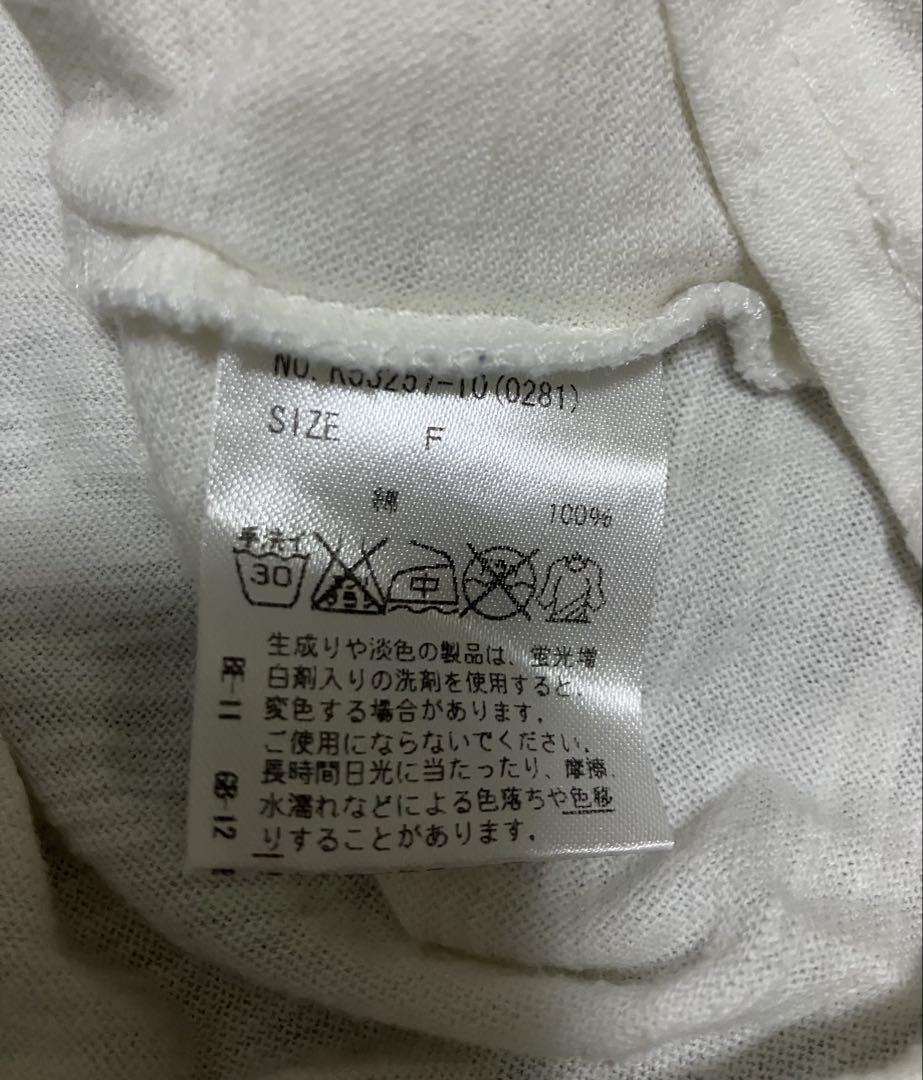 NO. K53257-10(0281)
SIZE F
綿 100%
手洗イ
30
中
生成りや淡色の製品は、蛍光増
白剤入りの洗剤を使用すると、
変色する場合があります。
ご使用にならないでください。
長時間日光に当たったり、摩擦、
水濡れなどによる色落ちや色移
りすることがあります。